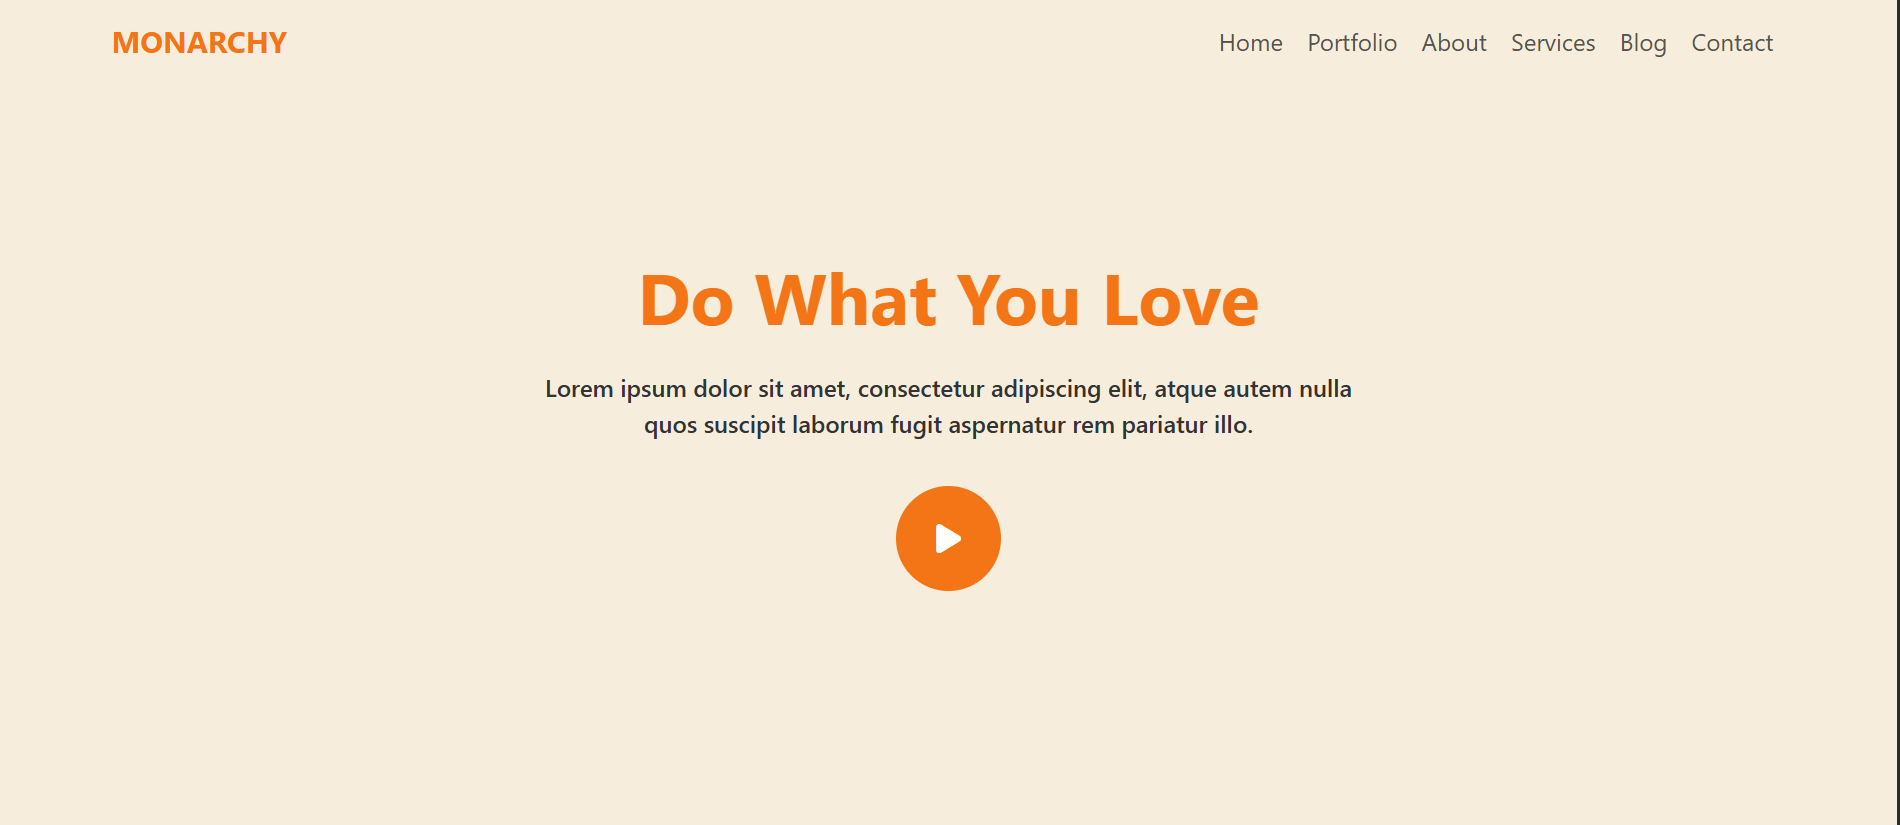 MONARCHY
Home Portfolio About Services Blog Contact
Do What You Love
Lorem ipsum dolor sit amet, consectetur adipiscing elit, atque autem nulla
quos suscipit laborum fugit aspernatur rem pariatur illo.